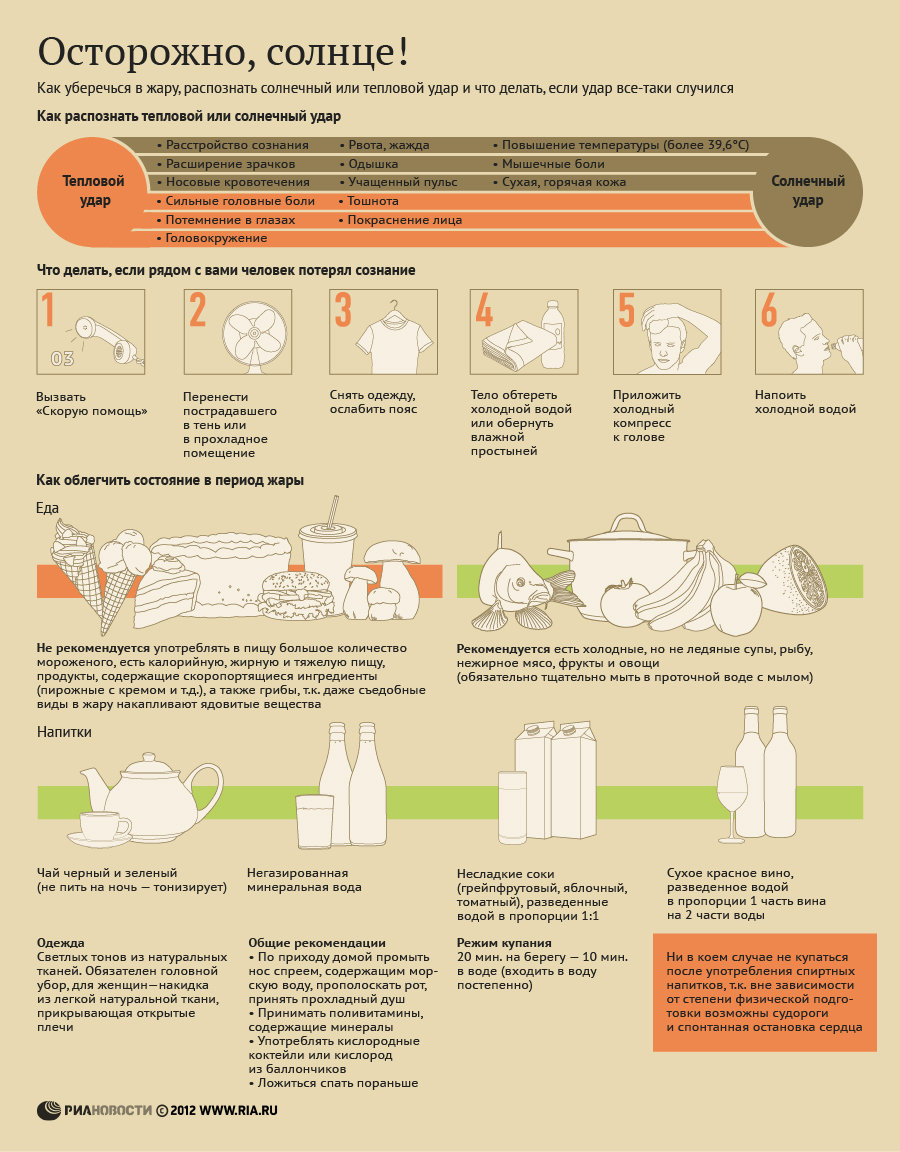 Осторожно, солнце!
Как уберечься в жару, распознать солнечный или тепловой удар и что делать, если удар все-таки случился
Как распознать тепловой или солнечный удар
Тепловой
удар
• Расстройство сознания • Рвота, жажда • Повышение температуры (более 39,6°С)
• Расширение зрачков • Одышка • Мышечные боли
• Носовые кровотечения • Учащенный пульс • Сухая, горячая кожа
• Сильные головные боли • Тошнота
• Потемнение в глазах • Покраснение лица
• Головокружение
Солнечный
удар
Что делать, если рядом с вами человек потерял сознание
1
03
Вызвать
«Скорую помощь»
2
Перенести
пострадавшего
в тень или
в прохладное
помещение
3
Снять одежду,
ослабить пояс
4
Тело обтереть
холодной водой
или обернуть
влажной
простыней
5
Приложить
холодный
компресс
к голове
6
Напоить
холодной водой
Как облегчить состояние в период жары
Еда
Не рекомендуется употреблять в пищу большое количество
мороженого, есть калорийную, жирную и тяжелую пищу,
продукты, содержащие скоропортящиеся ингредиенты
(пирожные с кремом и т.д.), а также грибы, т.к. даже съедобные
виды в жару накапливают ядовитые вещества
Рекомендуется есть холодные, но не ледяные супы, рыбу,
нежирное мясо, фрукты и овощи
(обязательно тщательно мыть в проточной воде с мылом)
Напитки
Чай черный и зеленый
(не пить на ночь — тонизирует)
Негазированная
минеральная вода
Несладкие соки
(грейпфрутовый, яблочный,
томатный), разведенные
водой в пропорции 1:1
Сухое красное вино,
разведенное водой
в пропорции 1 часть вина
на 2 части воды
Одежда
Светлых тонов из натуральных
тканей. Обязателен головной
убор, для женщин—накидка
из легкой натуральной ткани,
прикрывающая открытые
плечи
Общие рекомендации
• По приходу домой промыть
нос спреем, содержащим мор-
скую воду, прополоскать рот,
принять прохладный душ
• Принимать поливитамины,
содержащие минералы
• Употреблять кислородные
коктейли или кислород
из баллончиков
• Ложиться спать пораньше
Режим купания
20 мин. на берегу — 10 мин.
в воде (входить в воду
постепенно)
Ни в коем случае не купаться
после употребления спиртных
напитков, т.к. вне зависимости
от степени физической подго-
товки возможны судороги
и спонтанная остановка сердца
РИАНОВОСТИ © 2012 WWW.RIA.RU